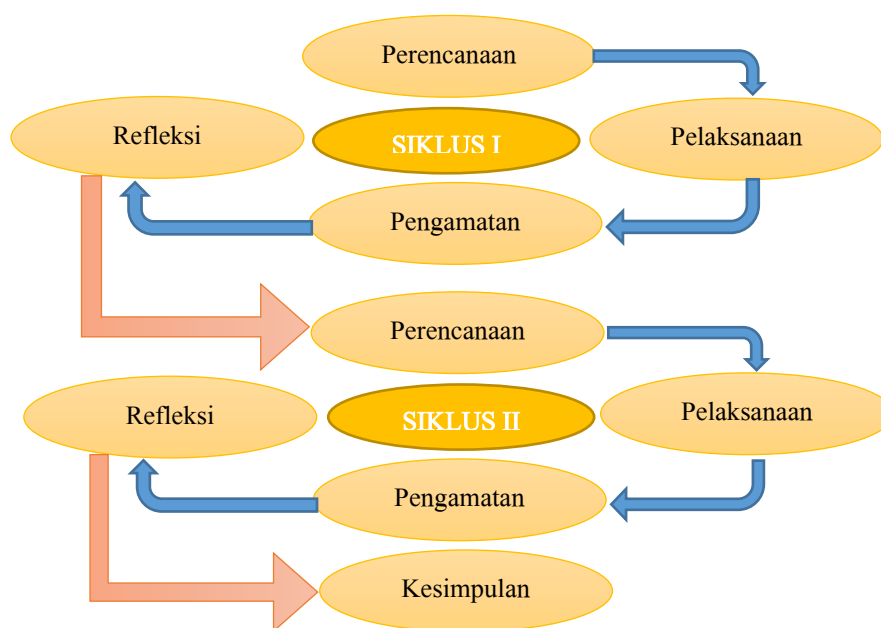 Perencanaan
Refleksi
SIKLUS I
Pelaksanaan
Pengamatan
Perencanaan
Refleksi
SIKLUS II
Pelaksanaan
Pengamatan
Kesimpulan